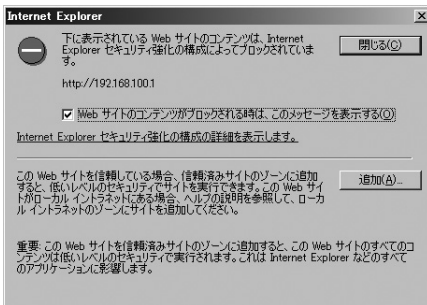 Internet Explorer
下に表示されている Web サイトのコンテンツは、Internet
Explorer セキュリティ強化の構成によってブロックされていま
す。
閉じる(C)
http://192.168.100.1
Web サイトのコンテンツがブロックされる時は、このメッセージを表示する(O)
Internet Explorer セキュリティ強化の構成の詳細を表示します。
この Web サイトを信頼している場合、信頼済みサイトのゾーンに追加
すると、低いレベルのセキュリティでサイトを実行できます。この Web サイ
トがローカル イントラネットにある場合、ヘルプの説明を参照して、ローカ
ル イントラネットのゾーンにサイトを追加してください。
追加(A)...
重要: この Web サイトを信頼済みサイトのゾーンに追加すると、この Web サイトのすべてのコ
ンテンツは低いレベルのセキュリティで実行されます。これは Internet Explorer などのすべて
のアプリケーションに影響します。